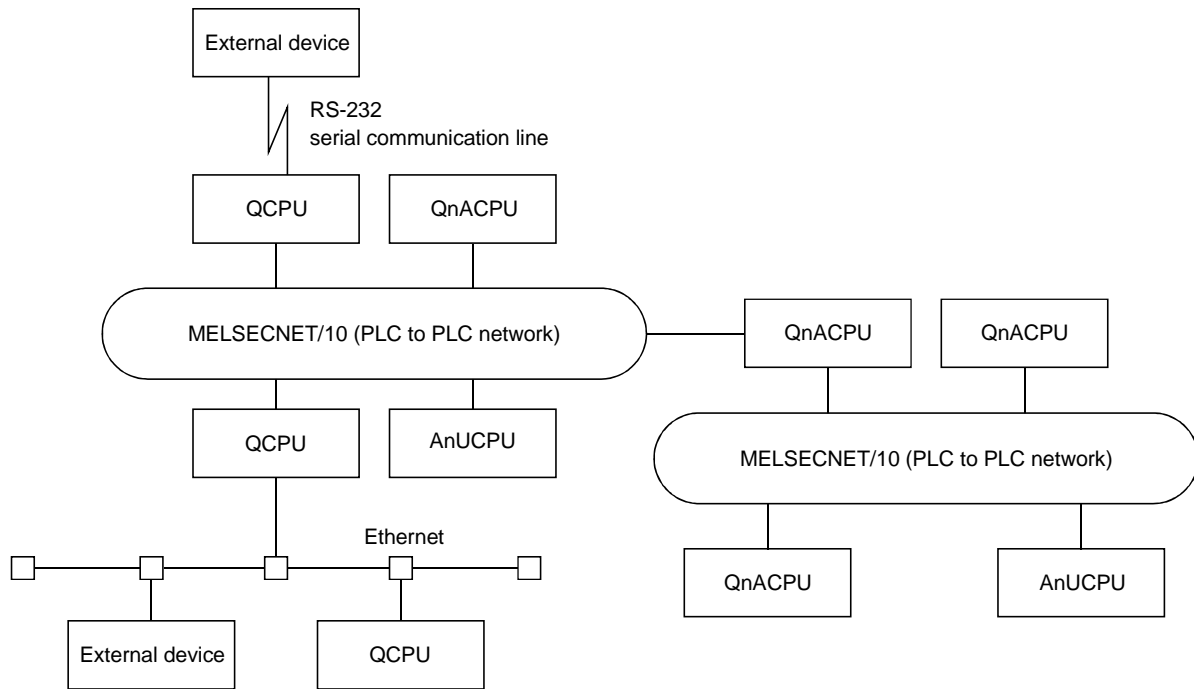 External device
RS-232
serial communication line
QCPU
QnACPU
MELSECNET/10 (PLC to PLC network)
QnACPU
QnACPU
QCPU
AnUCPU
MELSECNET/10 (PLC to PLC network)
Ethernet
QnACPU
AnUCPU
External device
QCPU